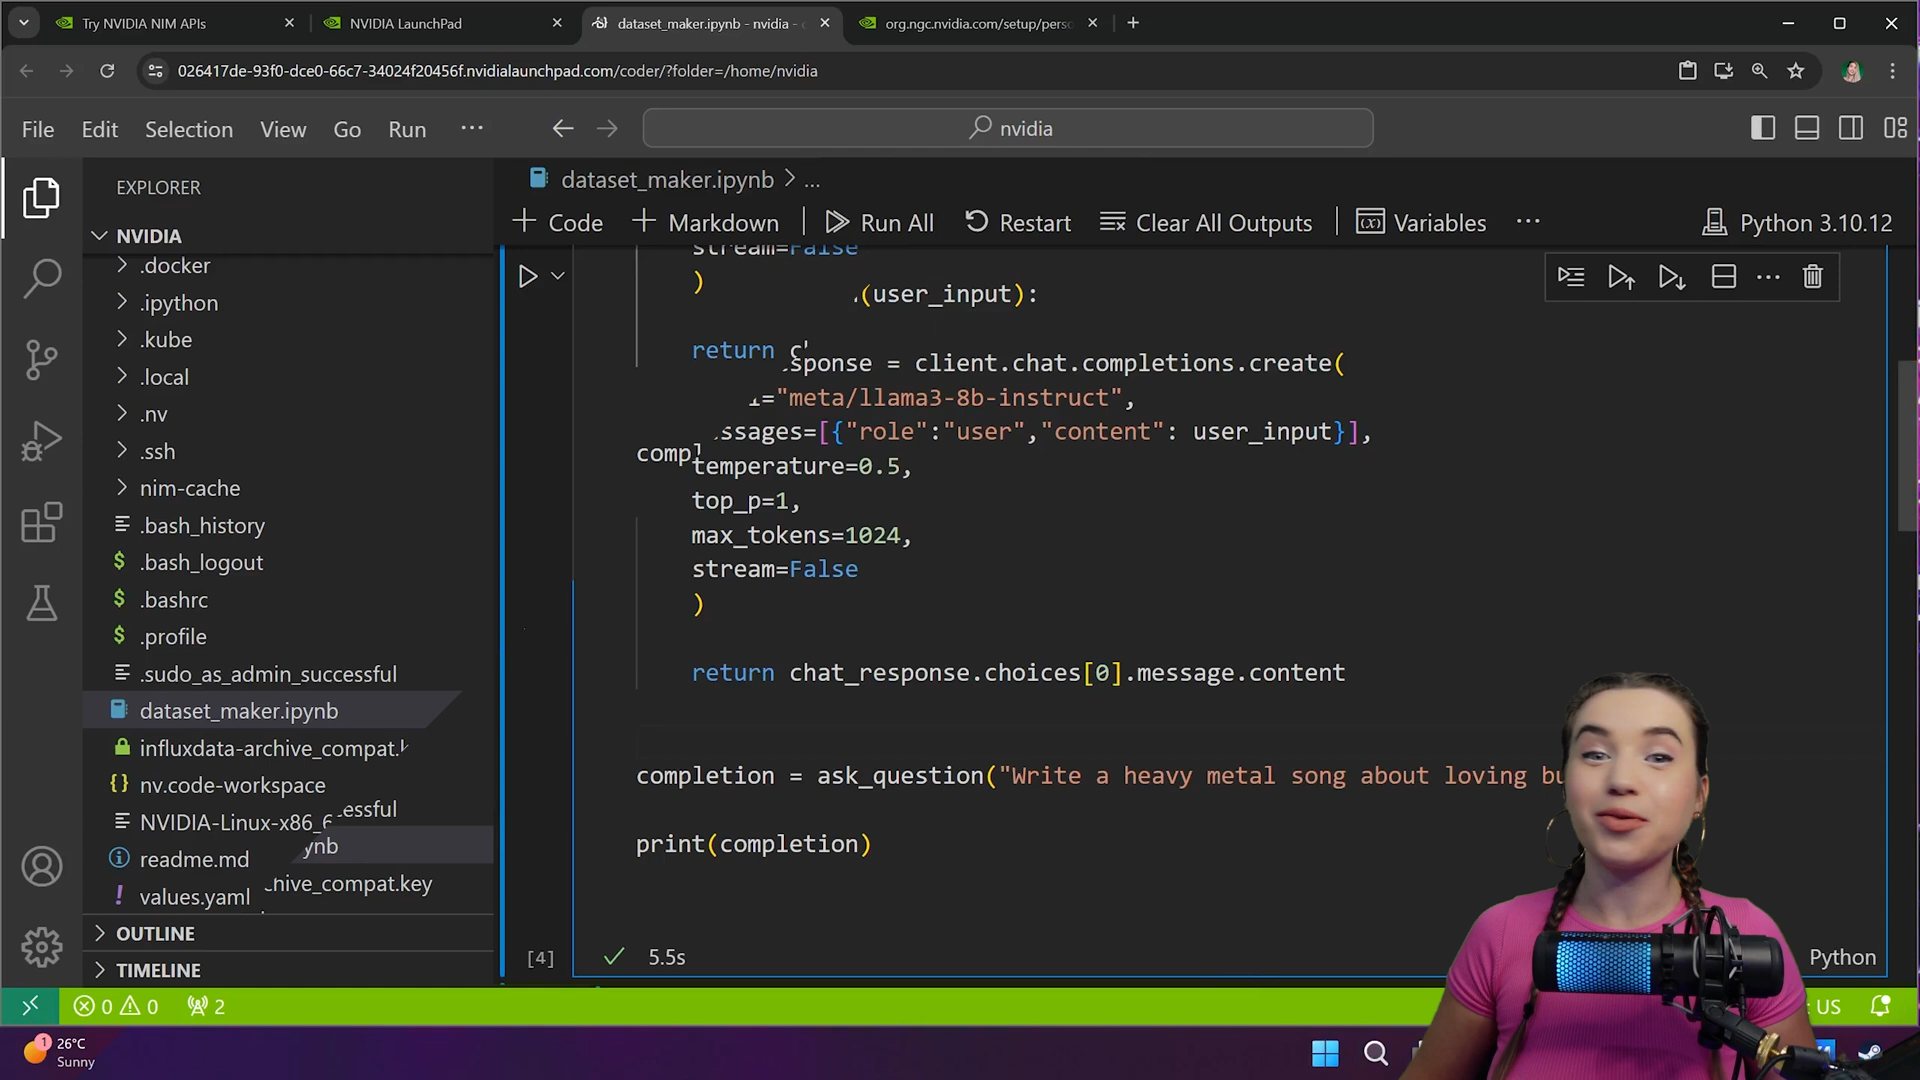 Try NVIDIA NIM APIs
NVIDIA LaunchPad
dataset_maker.ipynb - nvidia -
org.ngc.nvidia.com/setup/pers
026417de-93f0-dce0-66c7-34024f20456f.nvidialaunchpad.com/coder/?folder=/home/nvidia
File Edit Selection View Go Run ...
nvidia
EXPLORER
NVIDIA
.docker
.ipython
.kube
.local
.nv
.ssh
nim-cache
.bash_history
.bash_logout
.bashrc
.profile
.sudo_as_admin_successful
dataset_maker.ipynb
influxdata-archive_compat.
nv.code-workspace
essful
NVIDIA-Linux-x86_6
ynb
readme.md
chive_compat.key
values.yaml
OUTLINE
TIMELINE
dataset_maker.ipynb > ...
+ Code + Markdown Run All Restart Clear All Outputs Variables ... Python 3.10.12
stream=False
)
(user_input):
return c
sponse = client.chat.completions.create(
="meta/llama3-8b-instruct",
ssages=[{"role":"user","content": user_input}],
comp
temperature=0.5,
top_p=1,
max_tokens=1024,
stream=False
)
return chat_response.choices[0].message.content
completion = ask_question("Write a heavy metal song about loving bu
print(completion)
[4]
5.5s
Python
0 0
2
US
1
26°C
Sunny